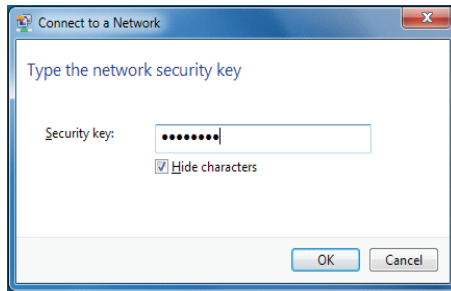 Connect to a Network
Type the network security key
Security key: ••••••••
Hide characters
OK Cancel